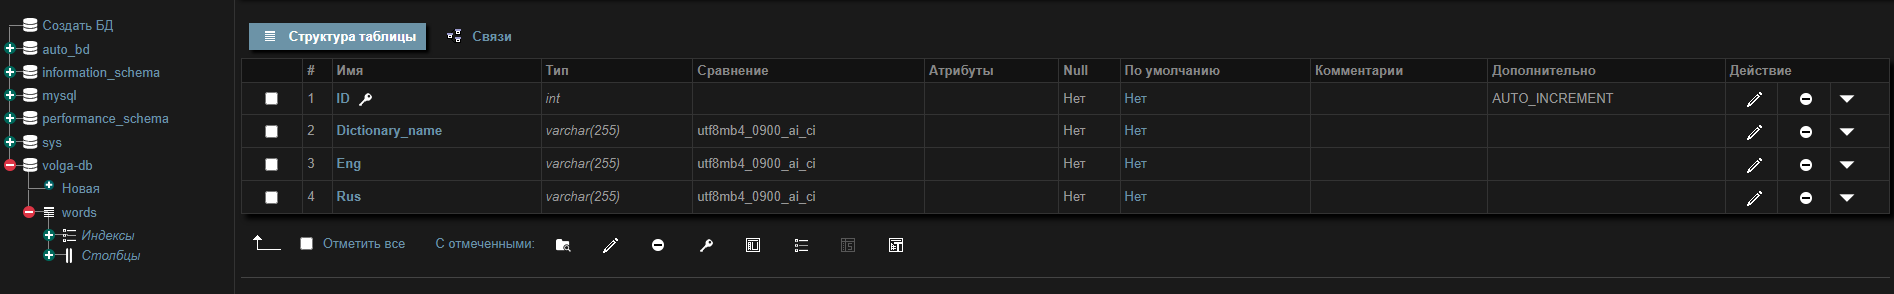 Создать БД
auto_bd
information_schema
mysql
performance_schema
sys
volga-db
Новая
words
Индексы
Столбцы
Структура таблицы Связи
# Имя Тип Сравнение Атрибуты Null По умолчанию Комментарии Дополнительно Действие
1 ID int Нет Нет AUTO_INCREMENT
2 Dictionary_name varchar(255) utf8mb4_0900_ai_ci Нет Нет
3 Eng varchar(255) utf8mb4_0900_ai_ci Нет Нет
4 Rus varchar(255) utf8mb4_0900_ai_ci Нет Нет
Отметить все С отмеченными: